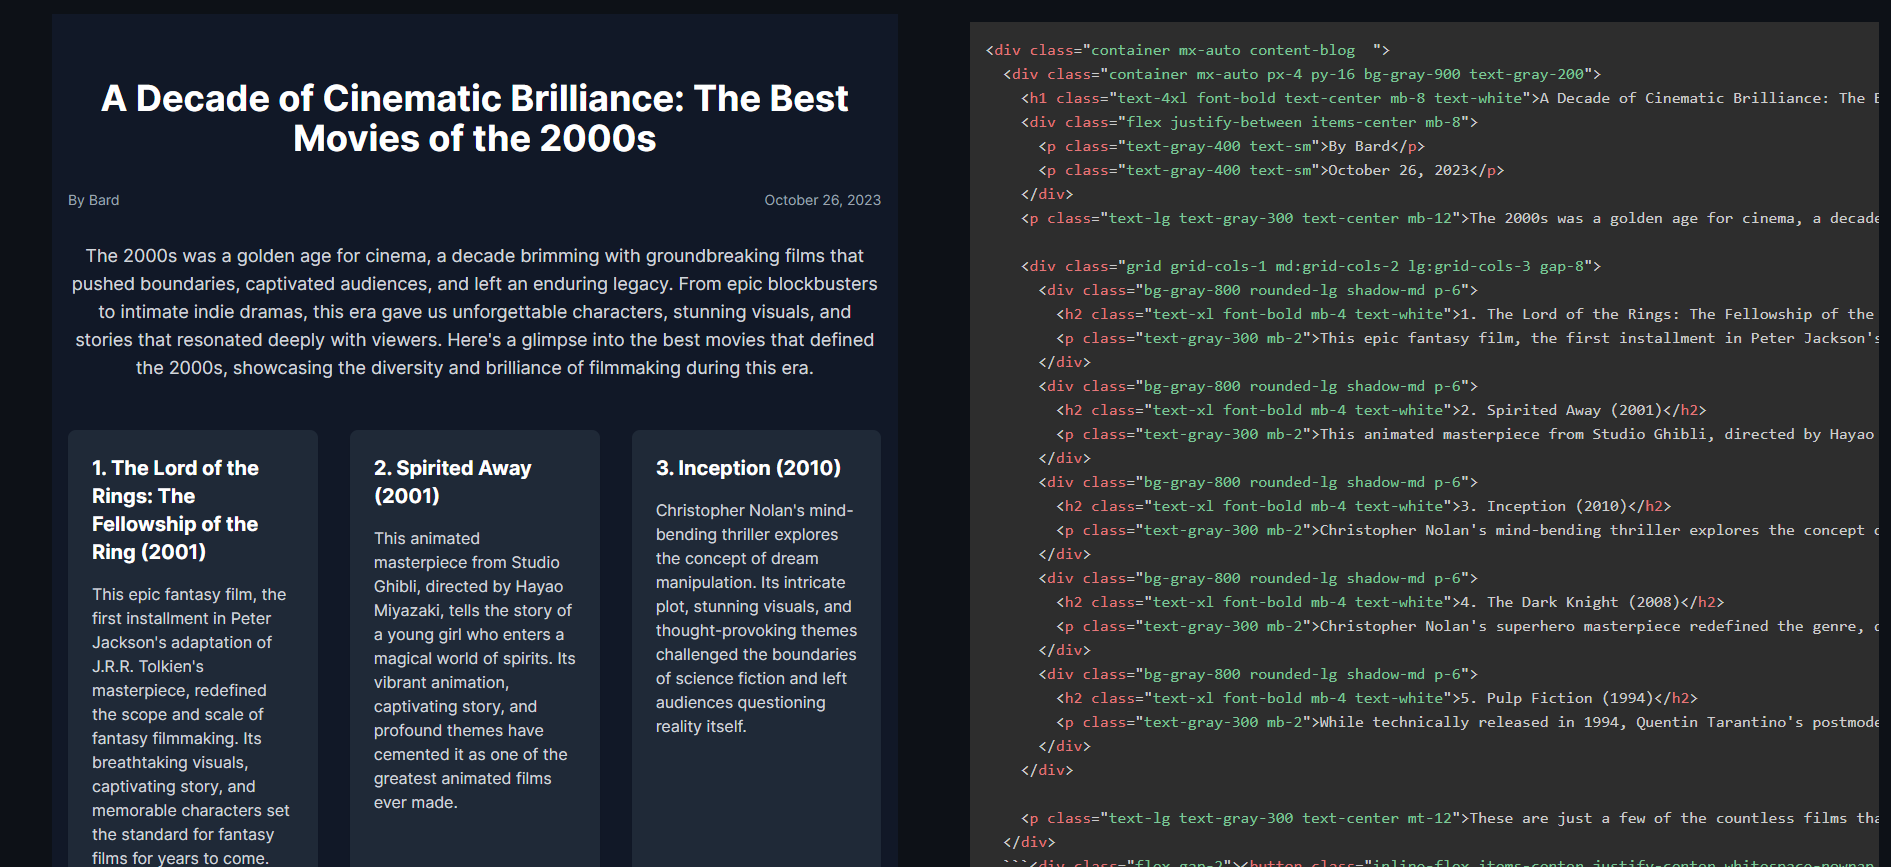 A Decade of Cinematic Brilliance: The Best
Movies of the 2000s
By Bard
October 26, 2023
The 2000s was a golden age for cinema, a decade brimming with groundbreaking films that
pushed boundaries, captivated audiences, and left an enduring legacy. From epic blockbusters
to intimate indie dramas, this era gave us unforgettable characters, stunning visuals, and
stories that resonated deeply with viewers. Here's a glimpse into the best movies that defined
the 2000s, showcasing the diversity and brilliance of filmmaking during this era.
1. The Lord of the
Rings: The
Fellowship of the
Ring (2001)
This epic fantasy film, the
first installment in Peter
Jackson's adaptation of
J.R.R. Tolkien's
masterpiece, redefined
the scope and scale of
fantasy filmmaking. Its
breathtaking visuals,
captivating story, and
memorable characters set
the standard for fantasy
films for years to come.
2. Spirited Away
(2001)
This animated
masterpiece from Studio
Ghibli, directed by Hayao
Miyazaki, tells the story of
a young girl who enters a
magical world of spirits. Its
vibrant animation,
captivating story, and
profound themes have
cemented it as one of the
greatest animated films
ever made.
3. Inception (2010)
Christopher Nolan's mind-
bending thriller explores
the concept of dream
manipulation. Its intricate
plot, stunning visuals, and
thought-provoking themes
challenged the boundaries
of science fiction and left
audiences questioning
reality itself.
<div class="container mx-auto content-blog  ">
<div class="container mx-auto px-4 py-16 bg-gray-900 text-gray-200">
<h1 class="text-4xl font-bold text-center mb-8 text-white">A Decade of Cinematic Brilliance: The
<div class="flex justify-between items-center mb-8">
<p class="text-gray-400 text-sm">By Bard</p>
<p class="text-gray-400 text-sm">October 26, 2023</p>
</div>
<p class="text-lg text-gray-300 text-center mb-12">The 2000s was a golden age for cinema, a decade
<div class="grid grid-cols-1 md:grid-cols-2 lg:grid-cols-3 gap-8">
<div class="bg-gray-800 rounded-lg shadow-md p-6">
<h2 class="text-xl font-bold mb-4 text-white">1. The Lord of the Rings: The Fellowship of the
<p class="text-gray-300 mb-2">This epic fantasy film, the first installment in Peter Jackson's
</div>
<div class="bg-gray-800 rounded-lg shadow-md p-6">
<h2 class="text-xl font-bold mb-4 text-white">2. Spirited Away (2001)</h2>
<p class="text-gray-300 mb-2">This animated masterpiece from Studio Ghibli, directed by Hayao
</div>
<div class="bg-gray-800 rounded-lg shadow-md p-6">
<h2 class="text-xl font-bold mb-4 text-white">3. Inception (2010)</h2>
<p class="text-gray-300 mb-2">Christopher Nolan's mind-bending thriller explores the concept
</div>
<div class="bg-gray-800 rounded-lg shadow-md p-6">
<h2 class="text-xl font-bold mb-4 text-white">4. The Dark Knight (2008)</h2>
<p class="text-gray-300 mb-2">Christopher Nolan's superhero masterpiece redefined the genre,
</div>
<div class="bg-gray-800 rounded-lg shadow-md p-6">
<h2 class="text-xl font-bold mb-4 text-white">5. Pulp Fiction (1994)</h2>
<p class="text-gray-300 mb-2">While technically released in 1994, Quentin Tarantino's postmode
</div>
</div>
<p class="text-lg text-gray-300 text-center mt-12">These are just a few of the countless films tha
</div>
```<div class="flex gap-2"><button class="inline-flex items-center justify-center whitespace-nowrap